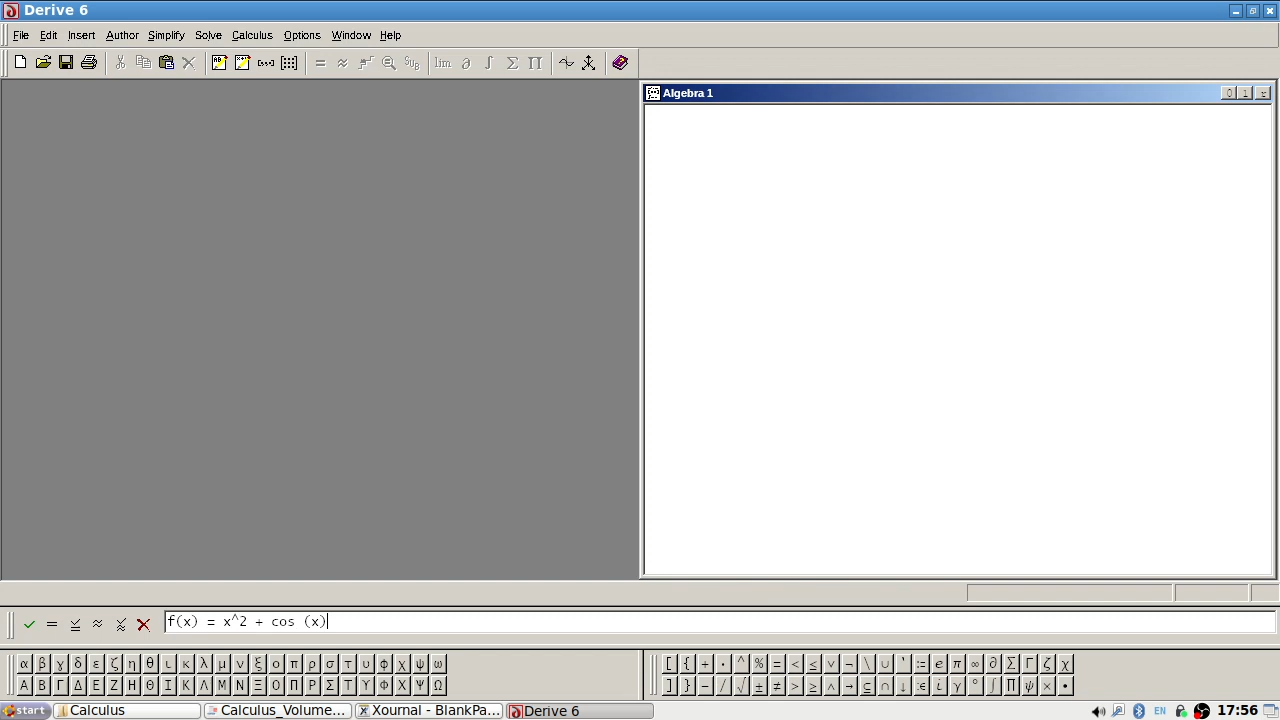 Derive 6
File Edit Insert Author Simplify Solve Calculus Options Window Help
lim ∂ ∫ ∑ ∏
Algebra 1
f(x) = x^2 + cos (x)
α β γ δ ε ζ η θ ι κ λ μ ν ξ ο π ρ σ τ υ φ χ ψ ω
[ { + · ^ % = < ≤ ∨ ¬ \ ∪ ' := e π ∞ ∂ ∑ Γ ζ χ
Α Β Γ Δ Ε Ζ Η Θ Ι Κ Λ Μ Ν Ξ Ο Π Ρ Σ Τ Υ Φ Χ Ψ Ω
] } − / √ ± ≠ > ≥ ∧ → ⊆ ∩ ↓ :∈ i γ ° ∫ ∏ ψ × •
start Calculus Calculus_Volume... Xournal - BlankPa... Derive 6 EN 17:56